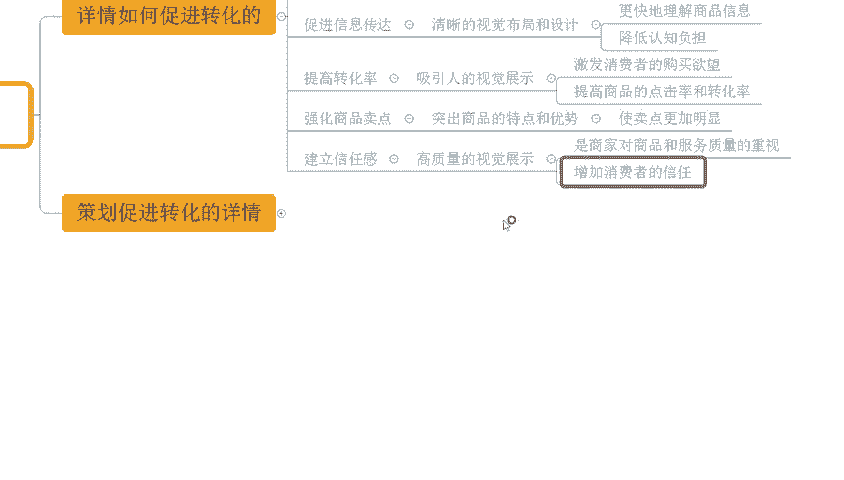 详情如何促进转化的
促进信息传达
清晰的视觉布局和设计
更快地理解商品信息
降低认知负担
提高转化率
吸引人的视觉展示
激发消费者的购买欲望
提高商品的点击率和转化率
强化商品卖点
突出商品的特点和优势
使卖点更加明显
建立信任感
高质量的视觉展示
是商家对商品和服务质量的重视
增加消费者的信任
策划促进转化的详情